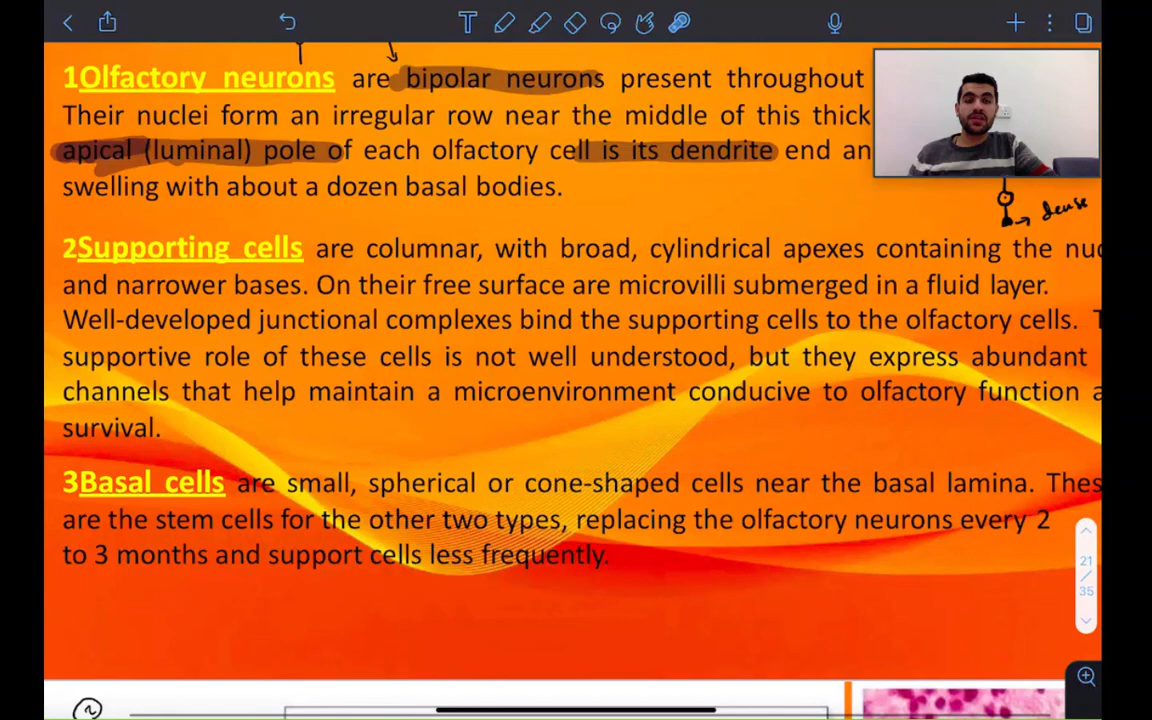 1Olfactory neurons are bipolar neurons present throughout
Their nuclei form an irregular row near the middle of this thick
apical (luminal) pole of each olfactory cell is its dendrite end an
swelling with about a dozen basal bodies.
dense
2Supporting cells are columnar, with broad, cylindrical apexes containing the nuc
and narrower bases. On their free surface are microvilli submerged in a fluid layer.
Well-developed junctional complexes bind the supporting cells to the olfactory cells. T
supportive role of these cells is not well understood, but they express abundant
channels that help maintain a microenvironment conducive to olfactory function a
survival.
3Basal cells are small, spherical or cone-shaped cells near the basal lamina. Thes
are the stem cells for the other two types, replacing the olfactory neurons every 2
to 3 months and support cells less frequently.
21
/
35
2